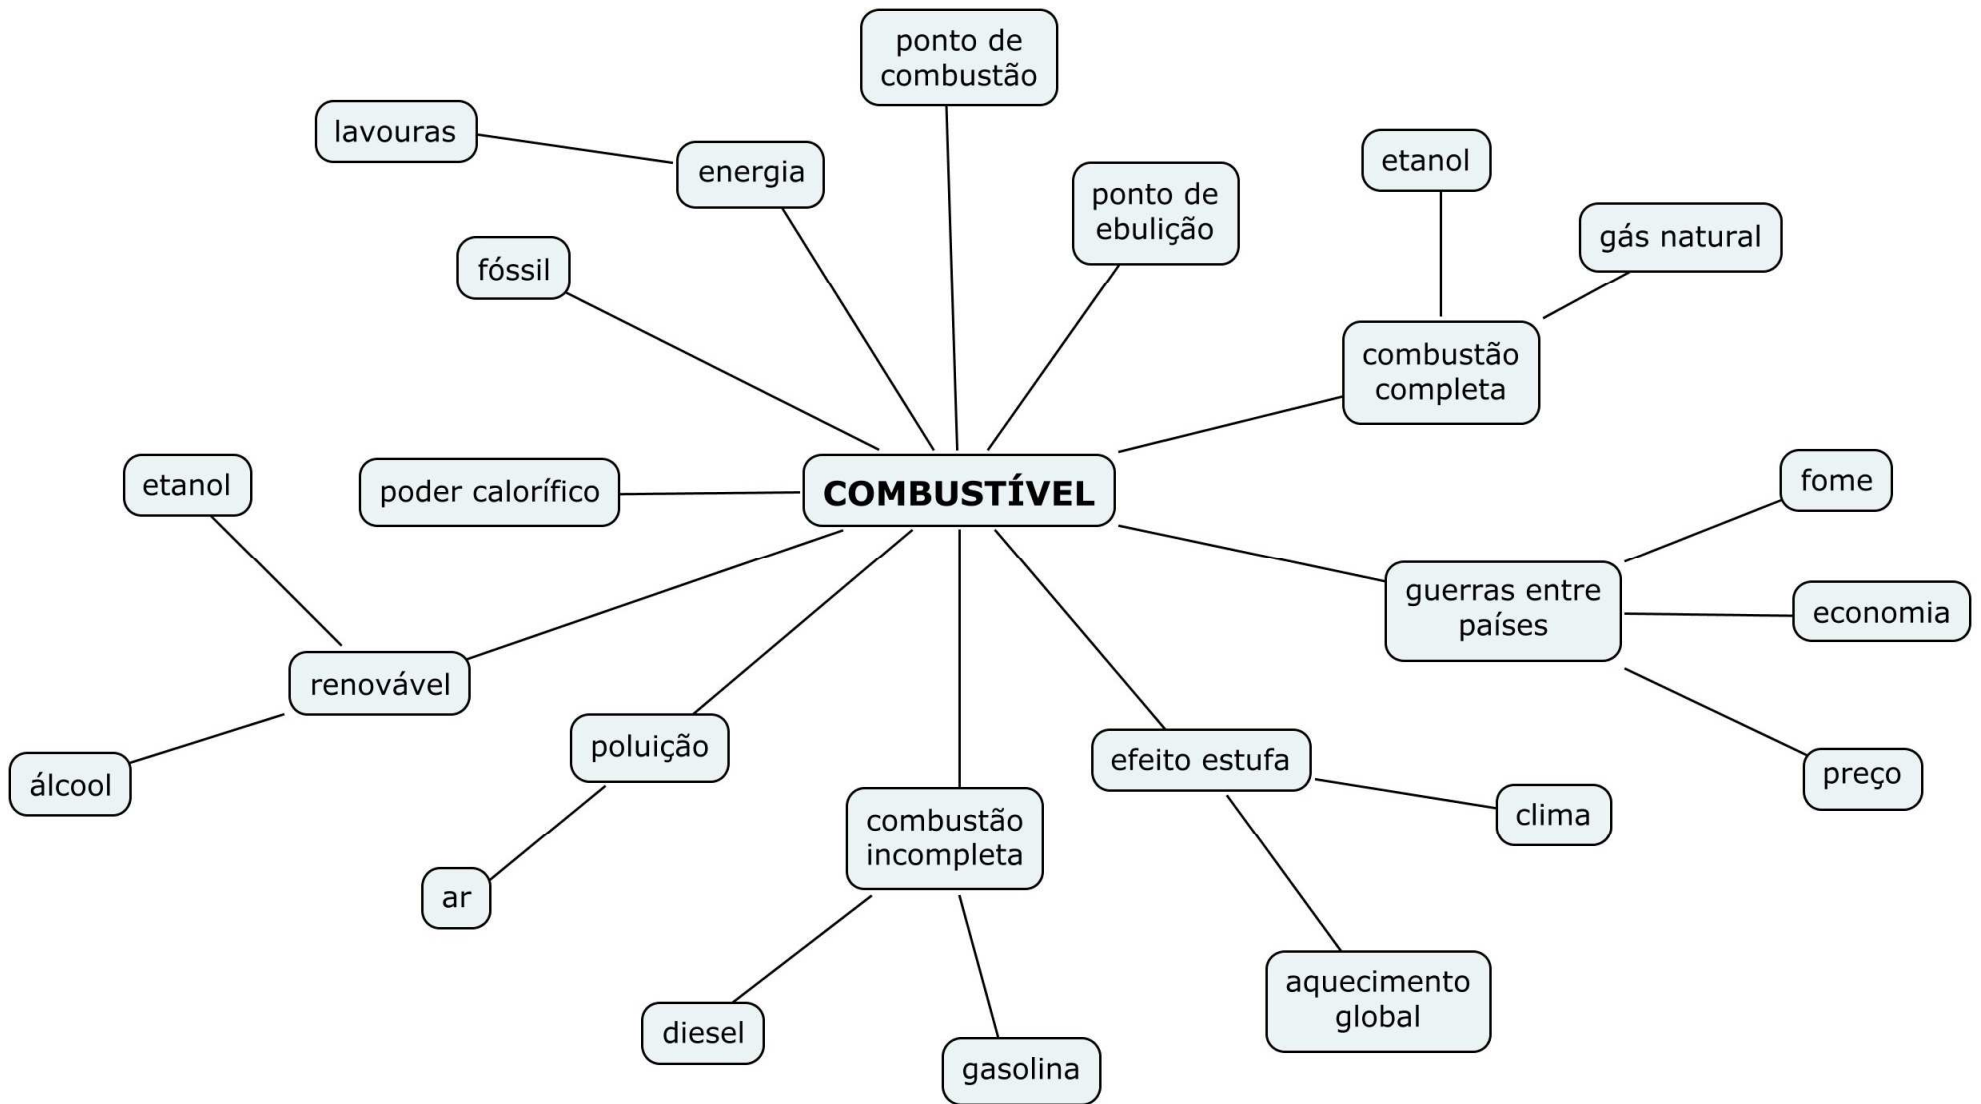 ponto de
combustão
lavouras
energia
etanol
ponto de
ebulição
gás natural
fóssil
combustão
completa
etanol
poder calorífico
COMBUSTÍVEL
fome
guerras entre
países
economia
renovável
poluição
efeito estufa
preço
álcool
combustão
incompleta
clima
ar
aquecimento
global
diesel
gasolina